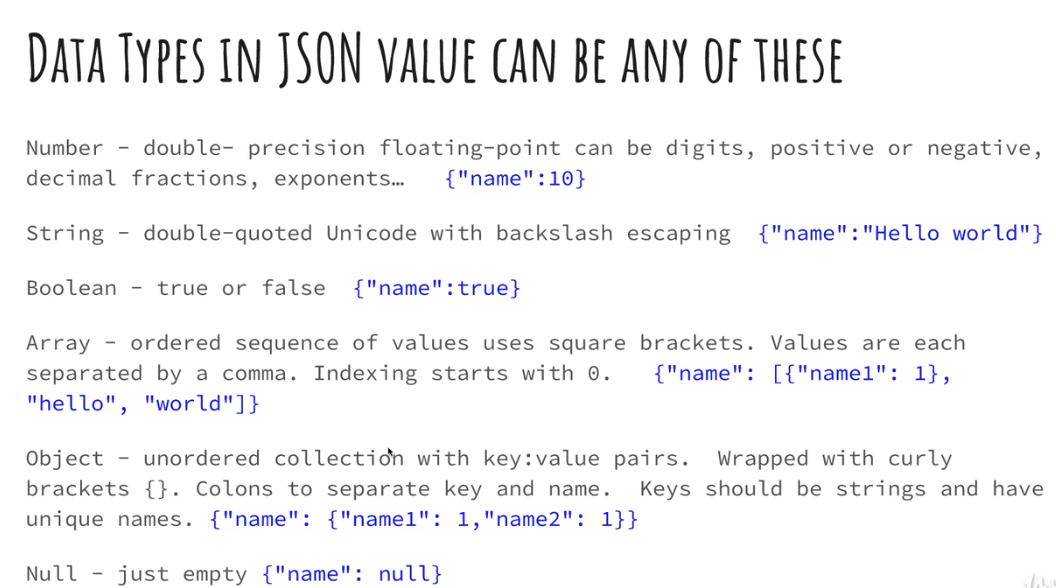 DATA TYPES IN JSON VALUE CAN BE ANY OF THESE
Number - double- precision floating-point can be digits, positive or negative,
decimal fractions, exponents… {"name":10}
String - double-quoted Unicode with backslash escaping {"name":"Hello world"}
Boolean - true or false {"name":true}
Array - ordered sequence of values uses square brackets. Values are each
separated by a comma. Indexing starts with 0. {"name": [{"name1": 1},
"hello", "world"]}
Object - unordered collection with key:value pairs. Wrapped with curly
brackets {}. Colons to separate key and name. Keys should be strings and have
unique names. {"name": {"name1": 1,"name2": 1}}
Null - just empty {"name": null}